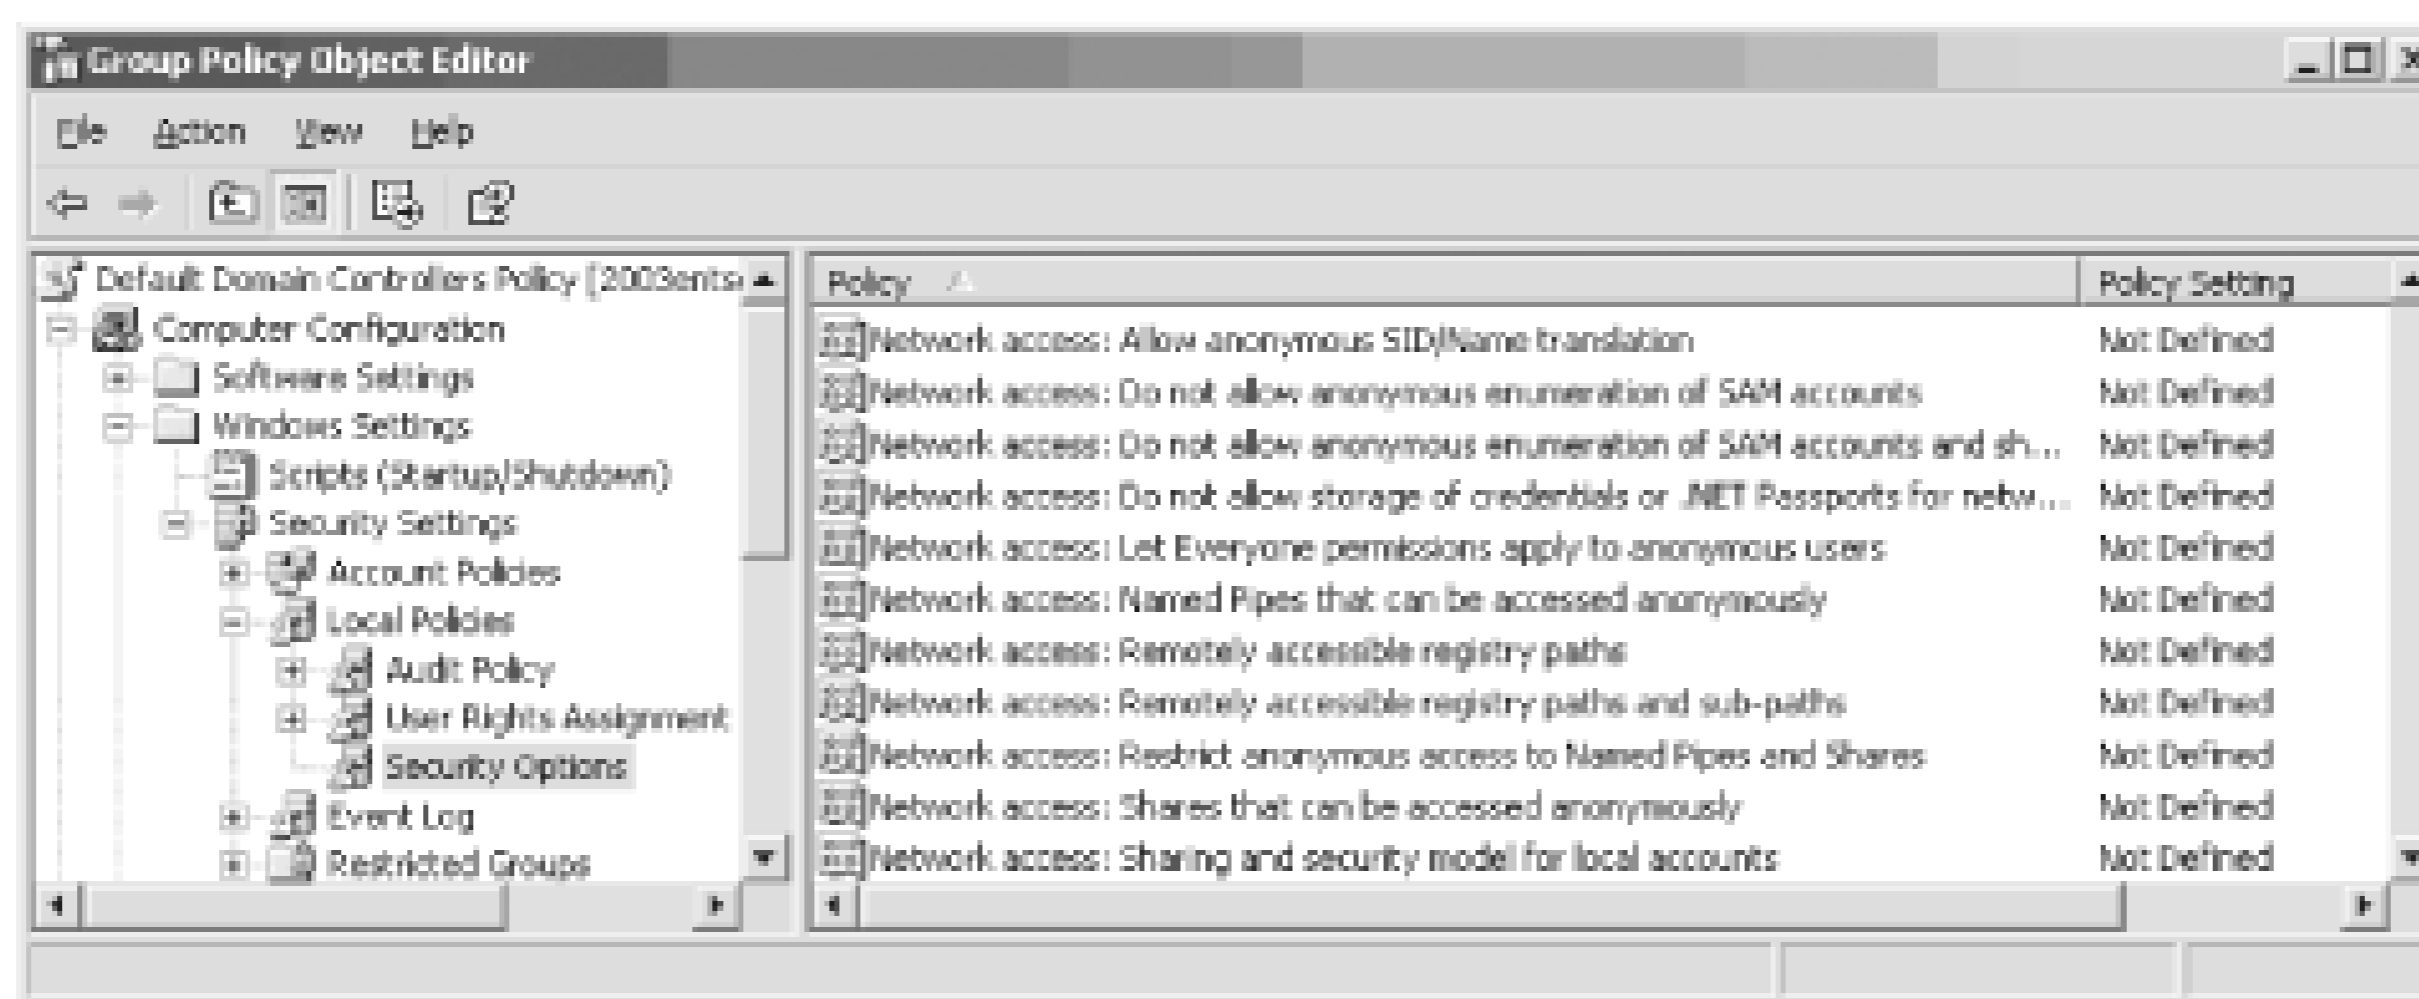 Group Policy Object Editor
File Action View Help
Default Domain Controllers Policy [2003ents
Computer Configuration
Software Settings
Windows Settings
Scripts (Startup/Shutdown)
Security Settings
Account Policies
Local Policies
Audit Policy
User Rights Assignment
Security Options
Event Log
Restricted Groups
Policy Policy Setting
Network access: Allow anonymous SID/Name translation Not Defined
Network access: Do not allow anonymous enumeration of SAM accounts Not Defined
Network access: Do not allow anonymous enumeration of SAM accounts and sh... Not Defined
Network access: Do not allow storage of credentials or .NET Passports for netw... Not Defined
Network access: Let Everyone permissions apply to anonymous users Not Defined
Network access: Named Pipes that can be accessed anonymously Not Defined
Network access: Remotely accessible registry paths Not Defined
Network access: Remotely accessible registry paths and sub-paths Not Defined
Network access: Restrict anonymous access to Named Pipes and Shares Not Defined
Network access: Shares that can be accessed anonymously Not Defined
Network access: Sharing and security model for local accounts Not Defined